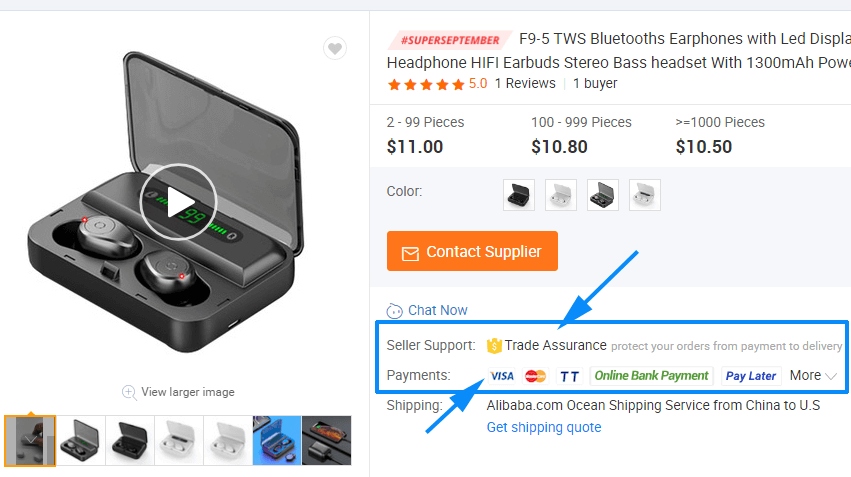 #SUPERSEPTEMBER F9-5 TWS Bluetooths Earphones with Led Displa
Headphone HIFI Earbuds Stereo Bass headset With 1300mAh Powe
5.0 1 Reviews 1 buyer
2 - 99 Pieces 100 - 999 Pieces >=1000 Pieces
$11.00 $10.80 $10.50
Color:
99
Contact Supplier
Chat Now
Seller Support: Trade Assurance protect your orders from payment to delivery
Payments: VISA TT Online Bank Payment Pay Later More
View larger image
Shipping: Alibaba.com Ocean Shipping Service from China to U.S
Get shipping quote